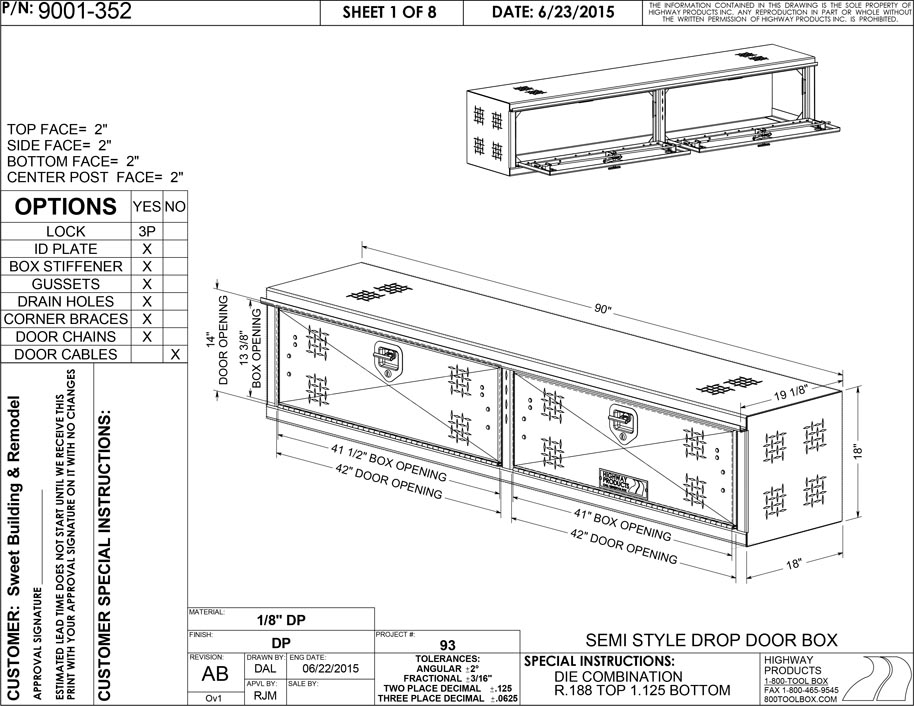 P/N: 9001-352
SHEET 1 OF 8
DATE: 6/23/2015
THE INFORMATION CONTAINED IN THIS DRAWING IS THE SOLE PROPERTY OF
HIGHWAY PRODUCTS INC. ANY REPRODUCTION IN PART OR WHOLE WITHOUT
THE WRITTEN PERMISSION OF HIGHWAY PRODUCTS INC. IS PROHIBITED.
TOP FACE= 2"
SIDE FACE= 2"
BOTTOM FACE= 2"
CENTER POST FACE= 2"
OPTIONS YES NO
LOCK 3P
ID PLATE X
BOX STIFFENER X
GUSSETS X
DRAIN HOLES X
CORNER BRACES X
DOOR CHAINS X
DOOR CABLES X
90"
14"
DOOR OPENING
13 3/8"
BOX OPENING
19 1/8"
18"
41 1/2" BOX OPENING
42" DOOR OPENING
HIGHWAY
PRODUCTS
41" BOX OPENING
42" DOOR OPENING
18"
CUSTOMER: Sweet Building & Remodel
APPROVAL SIGNATURE
ESTIMATED LEAD TIME DOES NOT START UNTIL WE RECEIVE THIS
PRINT WITH YOUR APPROVAL SIGNATURE ON IT WITH NO CHANGES
CUSTOMER SPECIAL INSTRUCTIONS:
MATERIAL:
1/8" DP
FINISH:
DP
PROJECT #:
93
REVISION:
AB
Ov1
DRAWN BY:
DAL
ENG DATE:
06/22/2015
APVL BY:
RJM
SALE BY:
TOLERANCES:
ANGULAR ±2°
FRACTIONAL ±3/16"
TWO PLACE DECIMAL ±.125
THREE PLACE DECIMAL ±.0625
SEMI STYLE DROP DOOR BOX
SPECIAL INSTRUCTIONS:
DIE COMBINATION
R.188 TOP 1.125 BOTTOM
HIGHWAY
PRODUCTS
1-800-TOOL BOX
FAX 1-800-465-9545
800TOOLBOX.COM